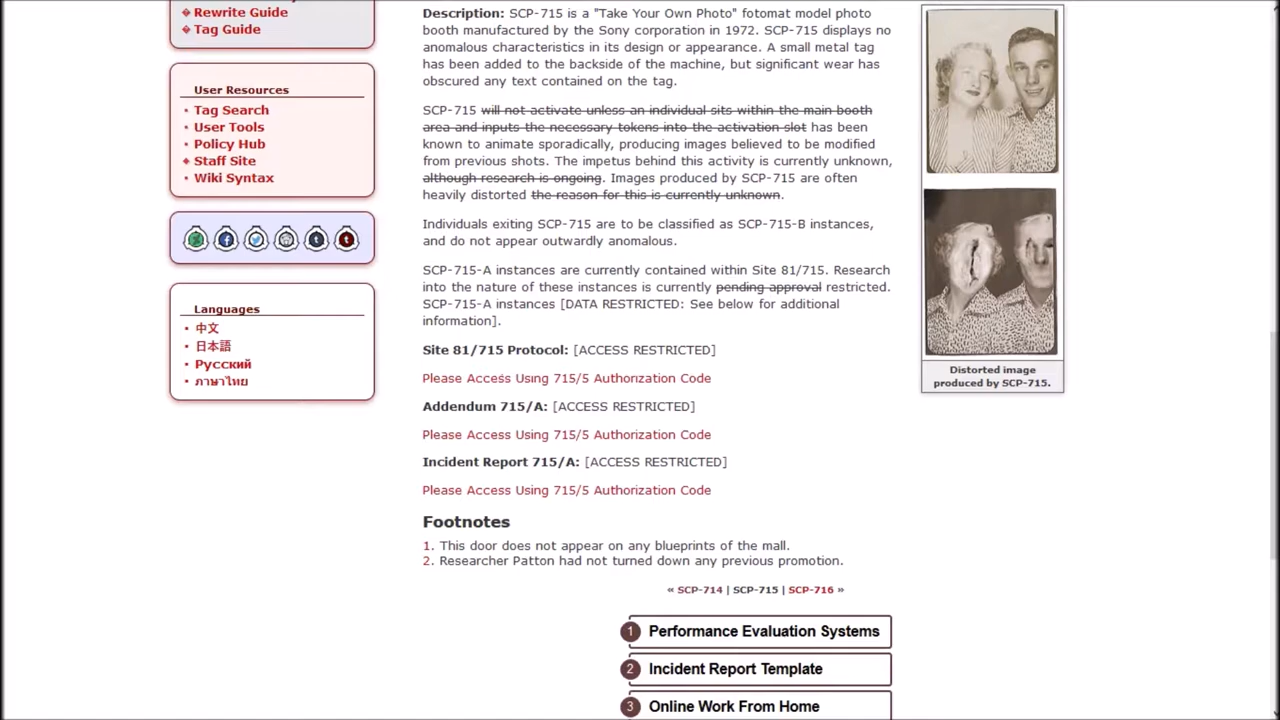 Rewrite Guide
Tag Guide
User Resources
Tag Search
User Tools
Policy Hub
Staff Site
Wiki Syntax
Languages
中文
日本語
Русский
ภาษาไทย
Description: SCP-715 is a "Take Your Own Photo" fotomat model photo
booth manufactured by the Sony corporation in 1972. SCP-715 displays no
anomalous characteristics in its design or appearance. A small metal tag
has been added to the backside of the machine, but significant wear has
obscured any text contained on the tag.
SCP-715 will not activate unless an individual sits within the main booth
area and inputs the necessary tokens into the activation slot has been
known to animate sporadically, producing images believed to be modified
from previous shots. The impetus behind this activity is currently unknown,
although research is ongoing. Images produced by SCP-715 are often
heavily distorted the reason for this is currently unknown.
Individuals exiting SCP-715 are to be classified as SCP-715-B instances,
and do not appear outwardly anomalous.
SCP-715-A instances are currently contained within Site 81/715. Research
into the nature of these instances is currently pending approval restricted.
SCP-715-A instances [DATA RESTRICTED: See below for additional
information].
Site 81/715 Protocol: [ACCESS RESTRICTED]
Please Access Using 715/5 Authorization Code
Addendum 715/A: [ACCESS RESTRICTED]
Please Access Using 715/5 Authorization Code
Incident Report 715/A: [ACCESS RESTRICTED]
Please Access Using 715/5 Authorization Code
Footnotes
1. This door does not appear on any blueprints of the mall.
2. Researcher Patton had not turned down any previous promotion.
« SCP-714 | SCP-715 | SCP-716 »
1 Performance Evaluation Systems
2 Incident Report Template
3 Online Work From Home
Distorted image
produced by SCP-715.